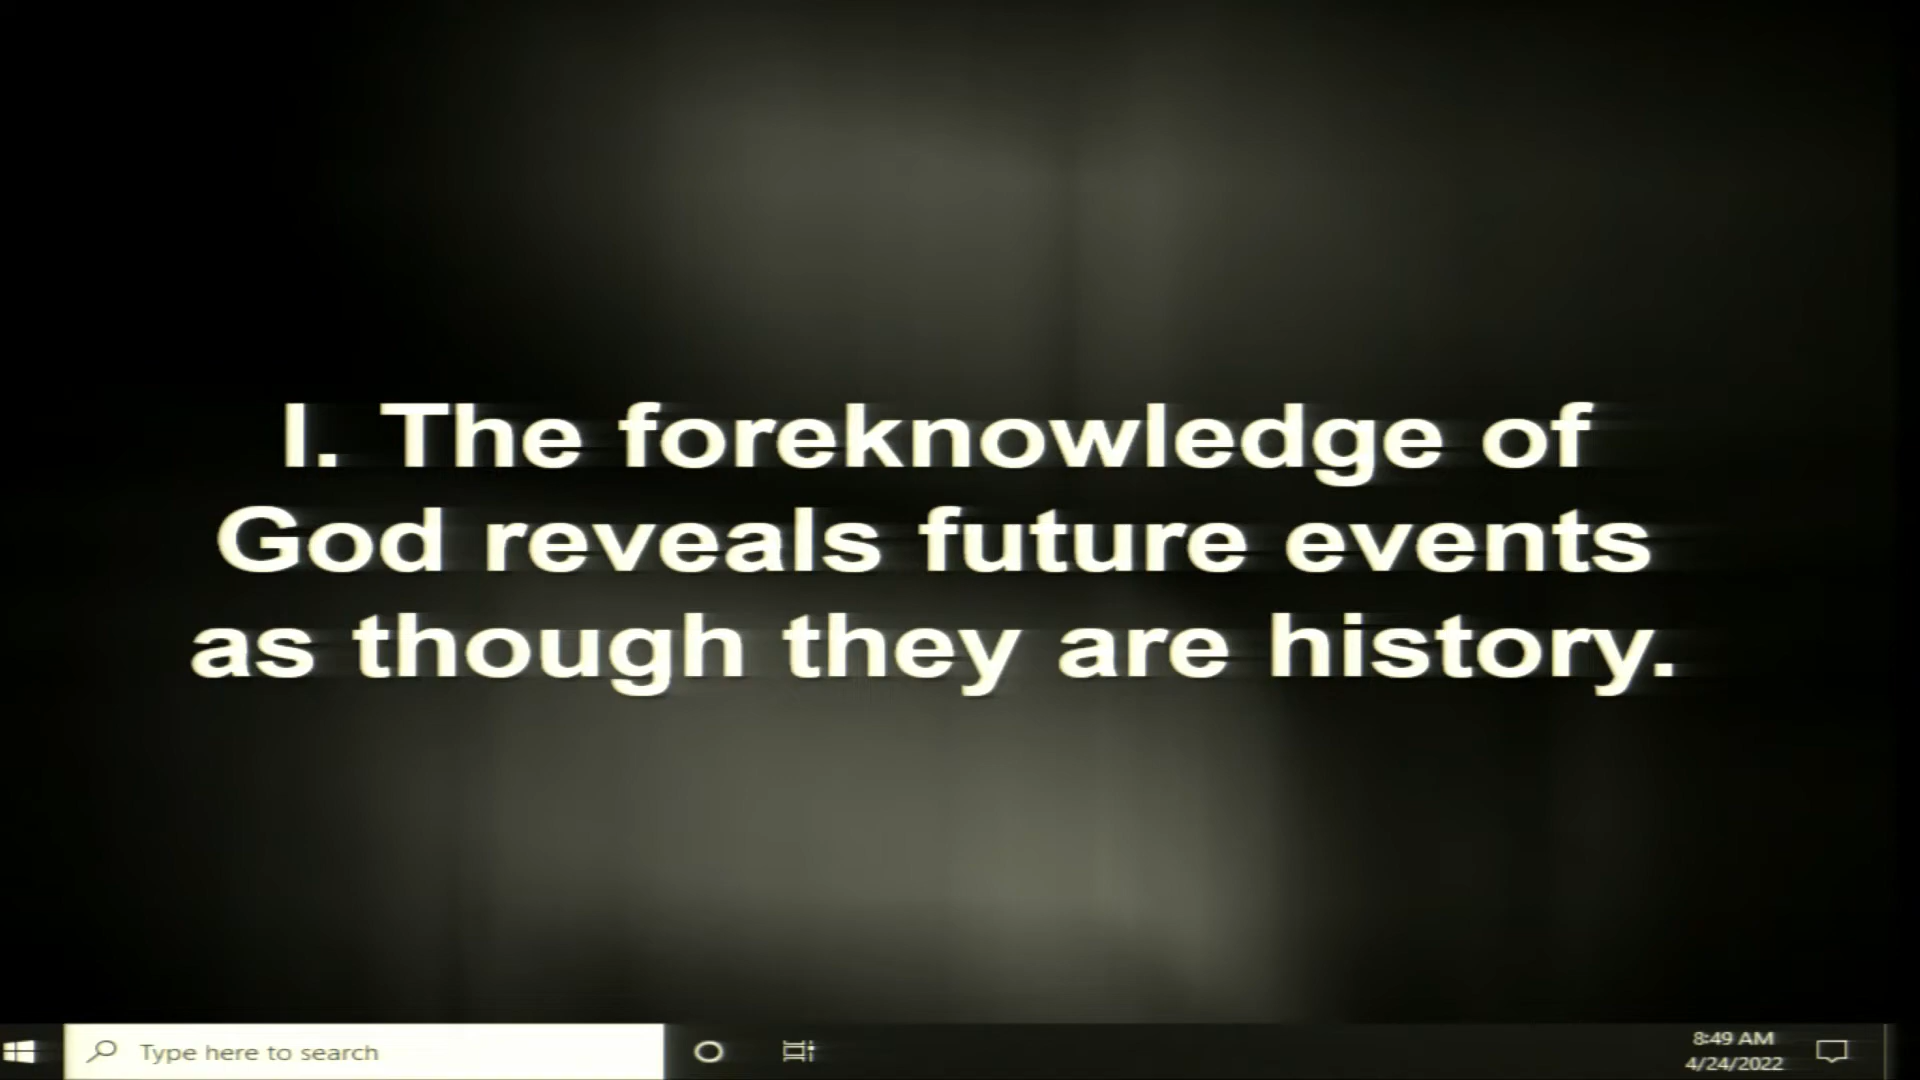 I. The foreknowledge of
God reveals future events
as though they are history.
Type here to search
8:49 AM
4/24/2022